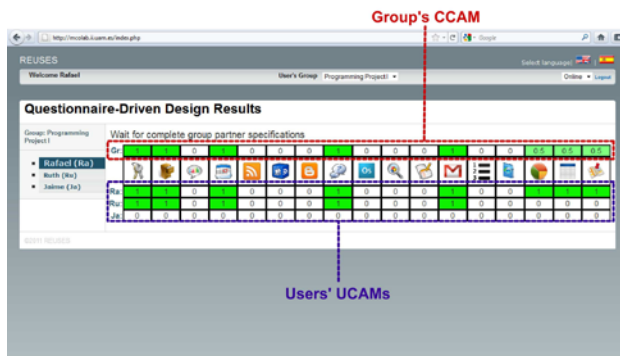 Group's CCAM
http://mcolab.ii.uam.es/index.php
Google
REUSES
Select language:
Welcome Rafael
User's Group
Programming Project I
Online
Logout
Questionnaire-Driven Design Results
Group: Programming
Project I
Wait for complete group partner specifications
Rafael (Ra)
Ruth (Ru)
Jaime (Ja)
Gr: 1 1 0 1 0 0 0 1 0 0 0 1 0 0 0.5 0.5 0.5
Ra: 1 1 0 1 0 0 0 1 0 0 0 1 0 0 1 1 1
Ru: 1 1 0 1 0 0 0 1 0 0 0 1 0 0 0 0 0
Ja: 0 0 0 0 0 0 0 0 0 0 0 0 0 0 0 0 0
©2011 REUSES
Users' UCAMs